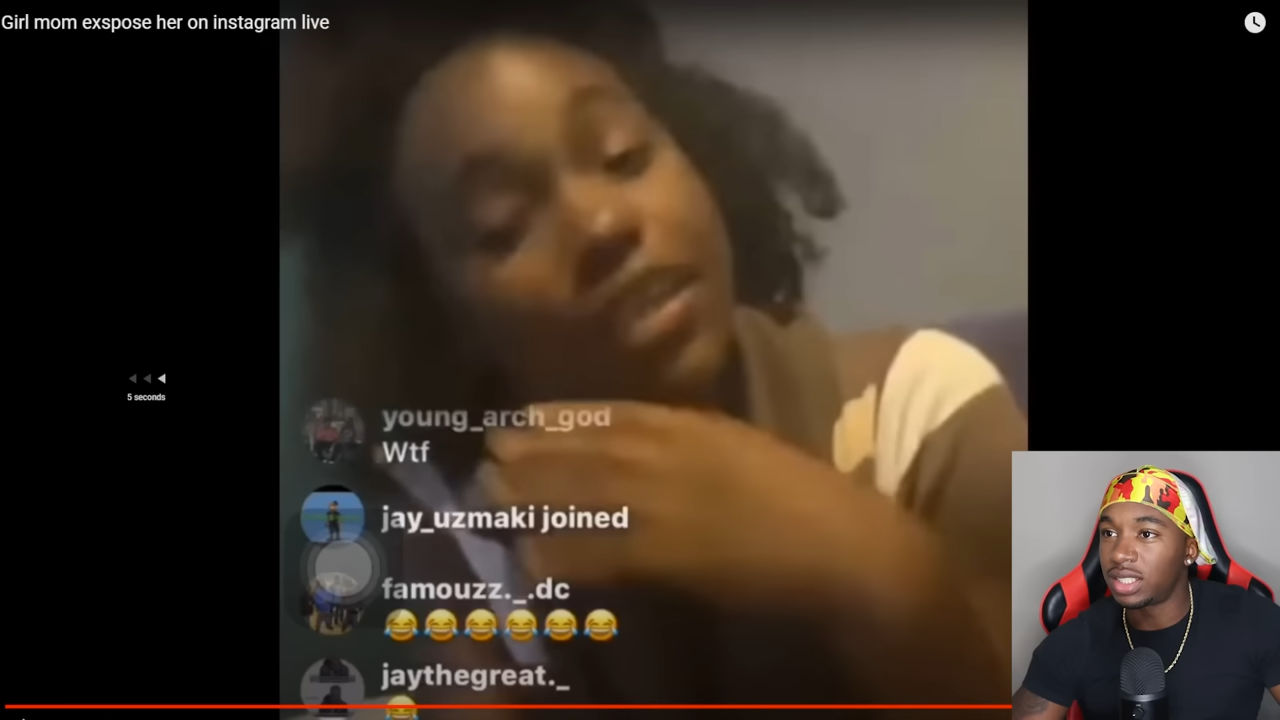 Girl mom exspose her on instagram live
5 seconds
young_arch_god
Wtf
jay_uzmaki joined
famouzz._.dc
😂😂😂😂😂😂
jaythegreat._
😂